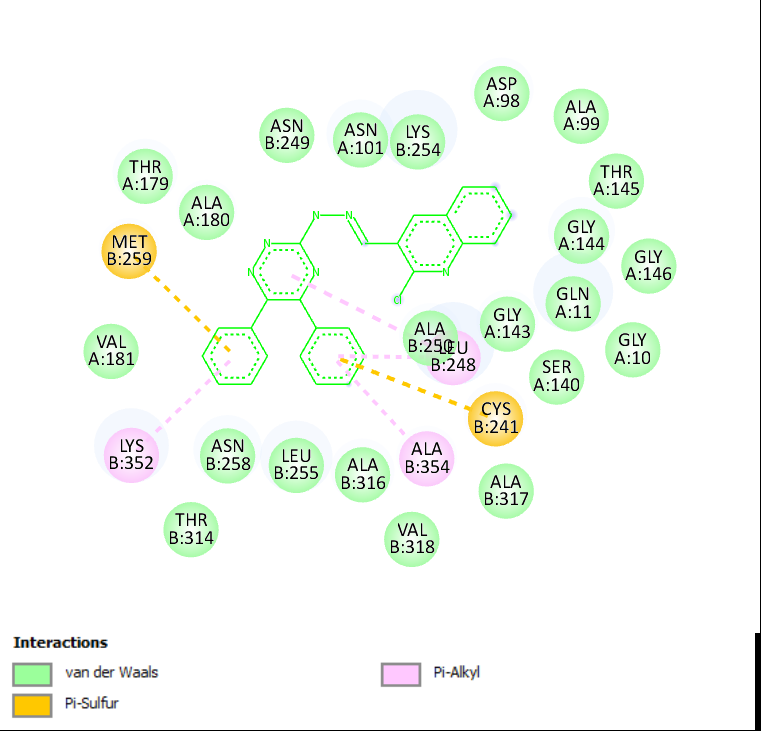 ASP
A:98
ALA
A:99
ASN
B:249
ASN
A:101
LYS
B:254
THR
A:179
THR
A:145
ALA
A:180
MET
B:259
GLY
A:144
GLY
A:146
N
N
N
N
N
N
Cl
GLN
A:11
GLY
A:143
ALA
B:250
LEU
B:248
VAL
A:181
GLY
A:10
SER
A:140
CYS
B:241
LYS
B:352
ASN
B:258
LEU
B:255
ALA
B:316
ALA
B:354
ALA
B:317
THR
B:314
VAL
B:318
Interactions
van der Waals
Pi-Alkyl
Pi-Sulfur